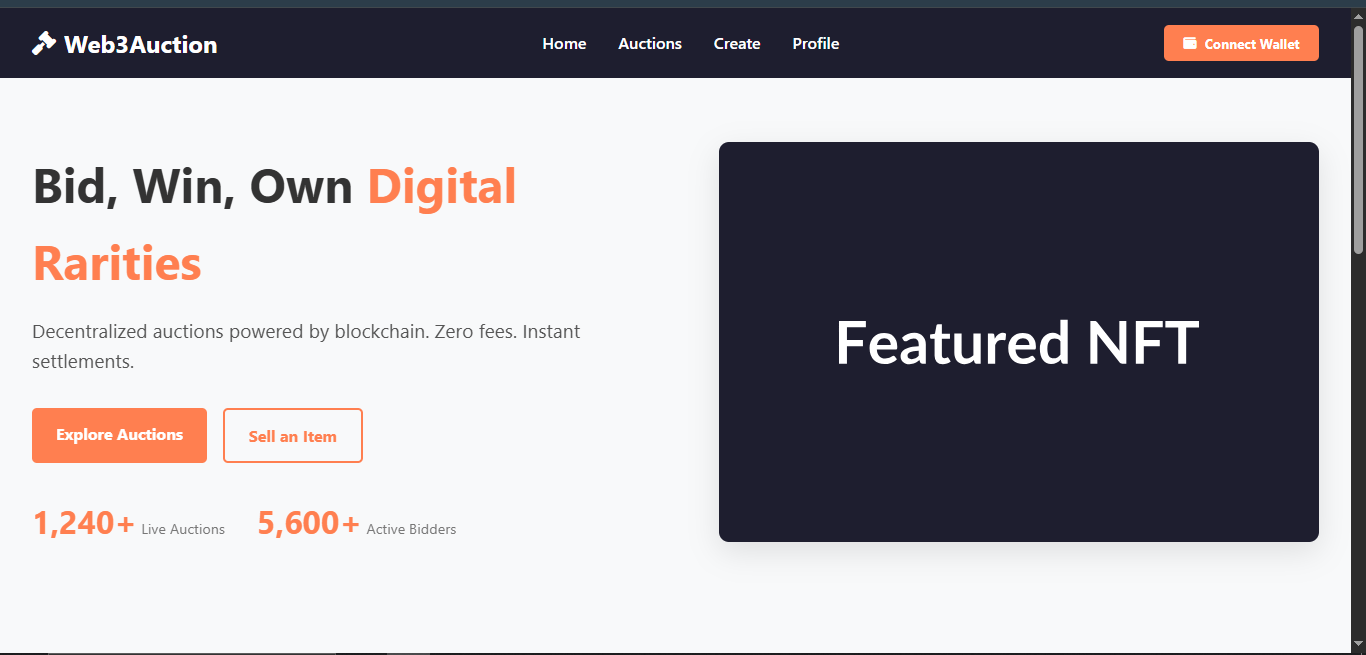 Web3Auction
Home
Auctions
Create
Profile
Connect Wallet
Bid, Win, Own Digital
Rarities
Decentralized auctions powered by blockchain. Zero fees. Instant
settlements.
Explore Auctions
Sell an Item
1,240+ Live Auctions
5,600+ Active Bidders
Featured NFT